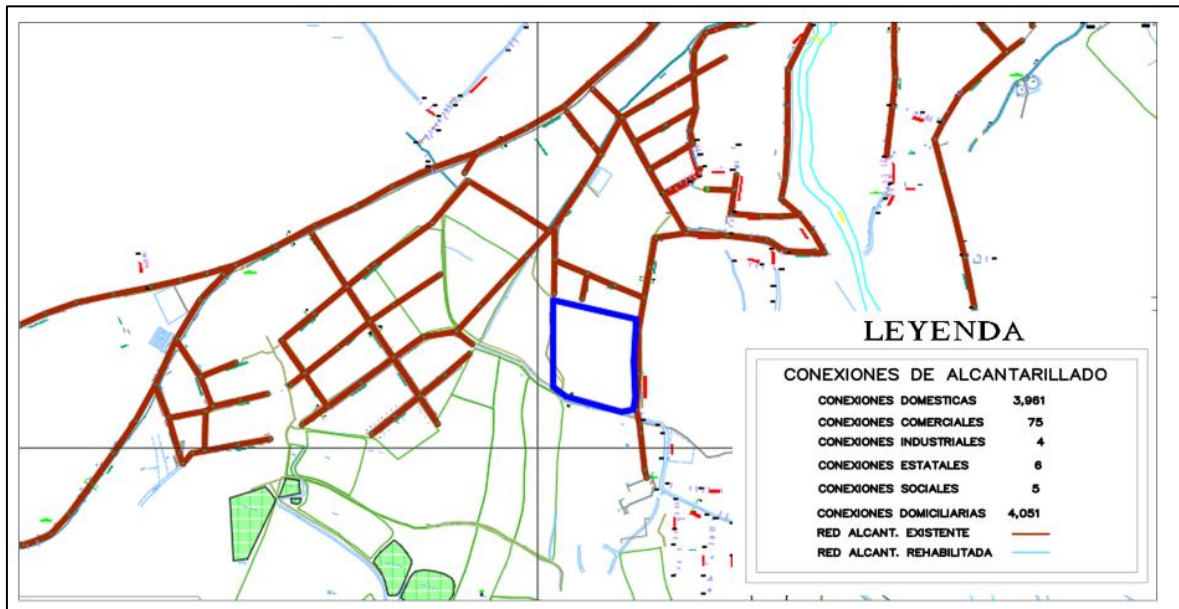 LEYENDA
CONEXIONES DE ALCANTARILLADO
CONEXIONES DOMESTICAS 3,961
CONEXIONES COMERCIALES 75
CONEXIONES INDUSTRIALES 4
CONEXIONES ESTATALES 6
CONEXIONES SOCIALES 5
CONEXIONES DOMICILIARIAS 4,051
RED ALCANT. EXISTENTE
RED ALCANT. REHABILITADA